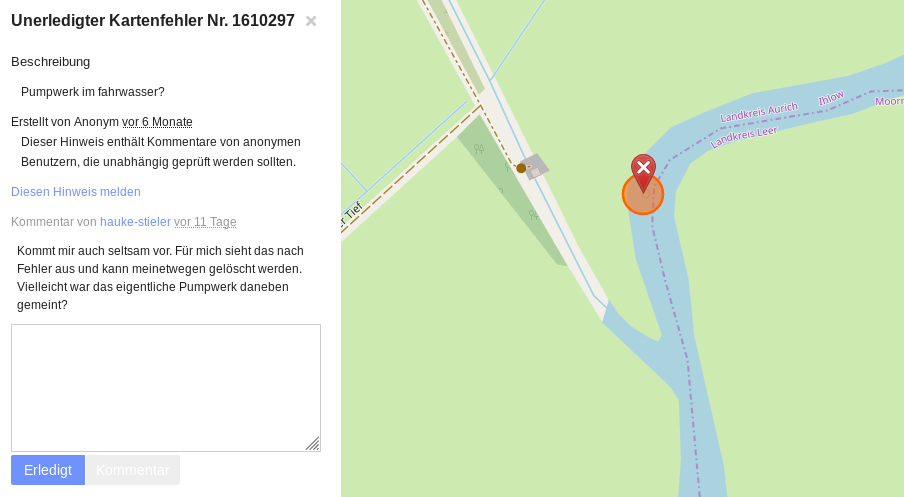 Unerledigter Kartenfehler Nr. 1610297
Beschreibung
Pumpwerk im fahrwasser?
Erstellt von Anonym vor 6 Monate
Dieser Hinweis enthält Kommentare von anonymen
Benutzern, die unabhängig geprüft werden sollten.
Diesen Hinweis melden
Kommentar von hauke-stieler vor 11 Tage
Kommt mir auch seltsam vor. Für mich sieht das nach
Fehler aus und kann meinetwegen gelöscht werden.
Vielleicht war das eigentliche Pumpwerk daneben
gemeint?
Erledigt
Kommentar
Landkreis Aurich
Ihlow
Landkreis Leer
Moorm
er Tief